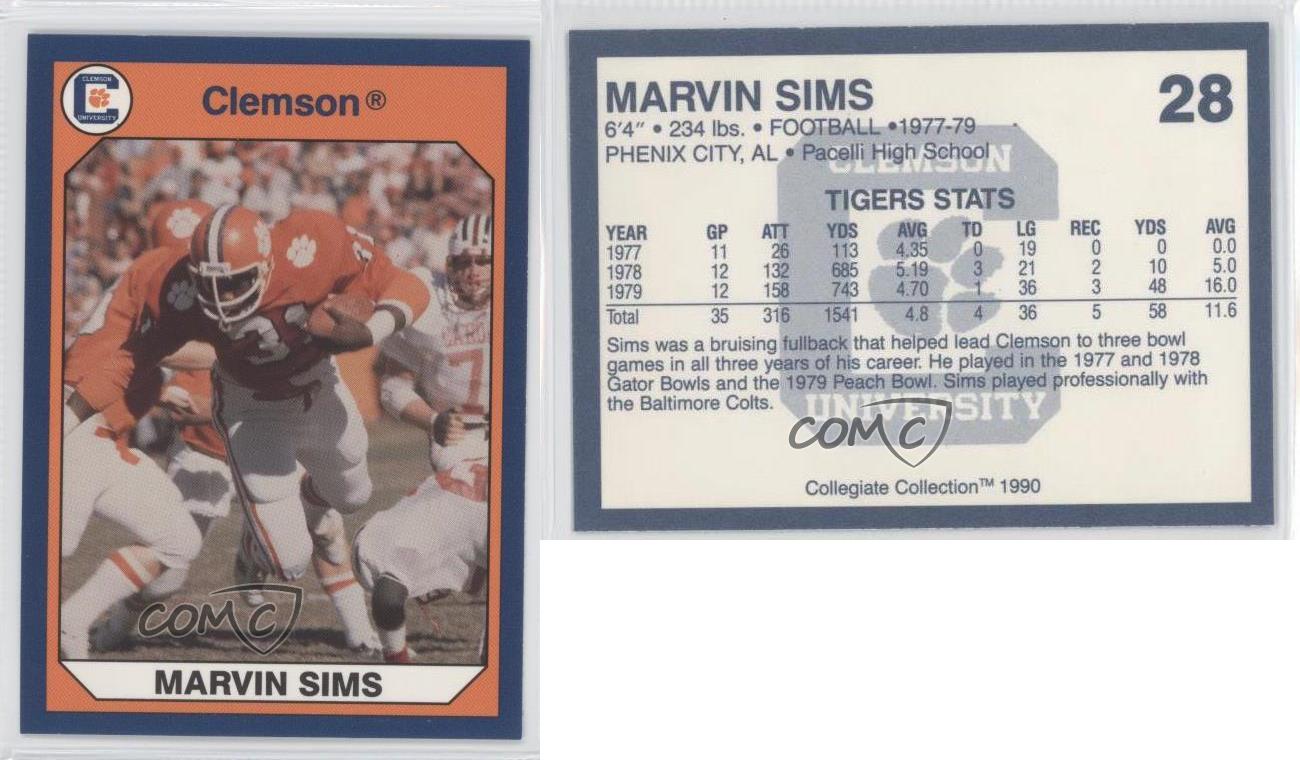 CLEMSON
UNIVERSITY
Clemson®
MARVIN SIMS
COMC
MARVIN SIMS
28
6'4" • 234 lbs. • FOOTBALL •1977-79
PHENIX CITY, AL • Pacelli High School
CLEMSON
TIGERS STATS
YEAR GP ATT YDS AVG TD LG REC YDS AVG
1977 11 26 113 4.35 0 19 0 0 0.0
1978 12 132 685 5.19 3 21 2 10 5.0
1979 12 158 743 4.70 1 36 3 48 16.0
Total 35 316 1541 4.8 4 36 5 58 11.6
Sims was a bruising fullback that helped lead Clemson to three bowl
games in all three years of his career. He played in the 1977 and 1978
Gator Bowls and the 1979 Peach Bowl. Sims played professionally with
the Baltimore Colts.
UNIVERSITY
COMC
Collegiate Collection™ 1990